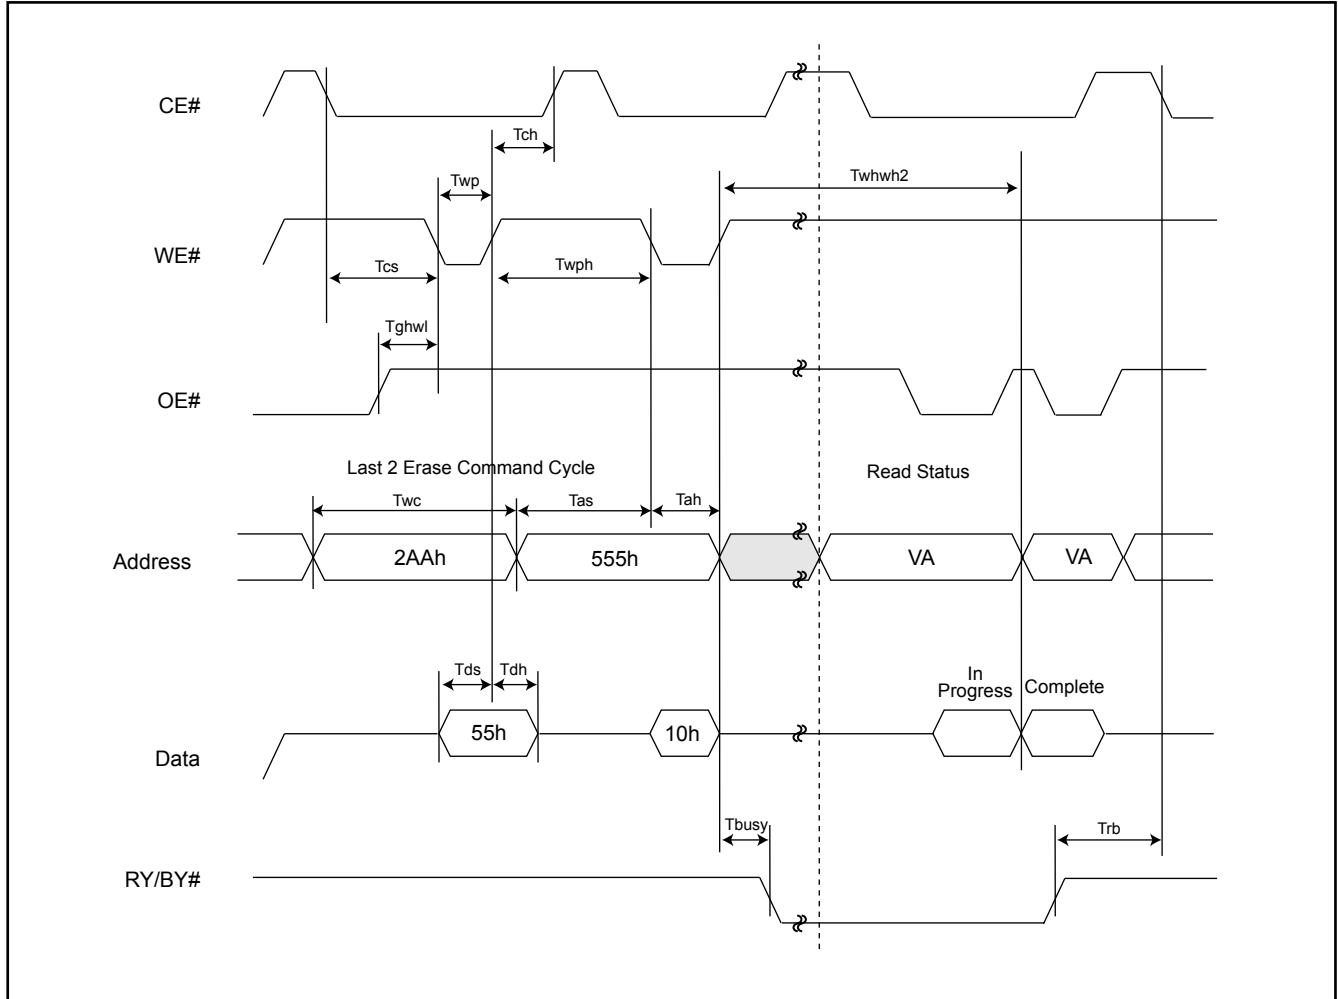 CE#
Tch
Twhwh2
Twp
WE#
Tcs
Twph
Tghwl
OE#
Last 2 Erase Command Cycle
Read Status
Twc
Tas
Tah
Address
2AAh
555h
VA
VA
Tds
Tdh
In
Progress
Complete
55h
10h
Data
Tbusy
Trb
RY/BY#